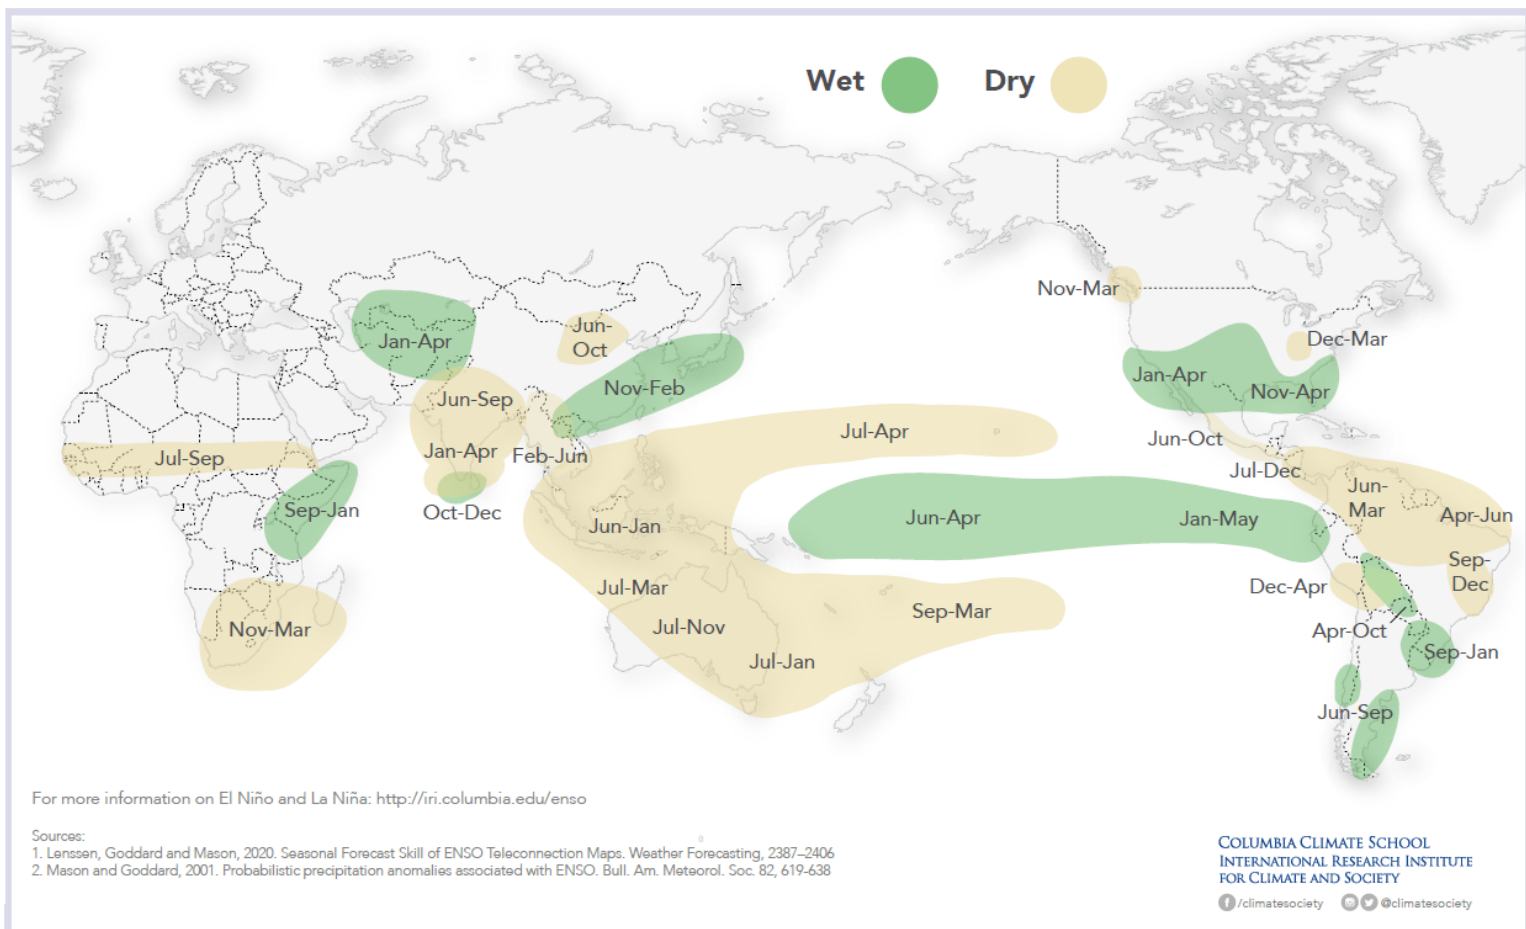 Wet
Dry
Nov-Mar
Jun-
Oct
Jan-Apr
Dec-Mar
Jan-Apr
Nov-Feb
Nov-Apr
Jun-Sep
Jul-Apr
Jun-Oct
Jan-Apr
Feb-Jun
Jul-Sep
Jul-Dec
Jun-
Mar
Sep-Jan
Oct-Dec
Jun-Apr
Jan-May
Apr-Jun
Jun-Jan
Sep-
Dec
Jul-Mar
Dec-Apr
Sep-Mar
Nov-Mar
Jul-Nov
Apr-Oct
Jul-Jan
Sep-Jan
Jun-Sep
For more information on El Niño and La Niña: http://iri.columbia.edu/enso
Sources:
1. Lenssen, Goddard and Mason, 2020. Seasonal Forecast Skill of ENSO Teleconnection Maps. Weather Forecasting, 2387–2406
2. Mason and Goddard, 2001. Probabilistic precipitation anomalies associated with ENSO. Bull. Am. Meteorol. Soc. 82, 619-638
COLUMBIA CLIMATE SCHOOL
INTERNATIONAL RESEARCH INSTITUTE
FOR CLIMATE AND SOCIETY
/climatesociety @climatesociety